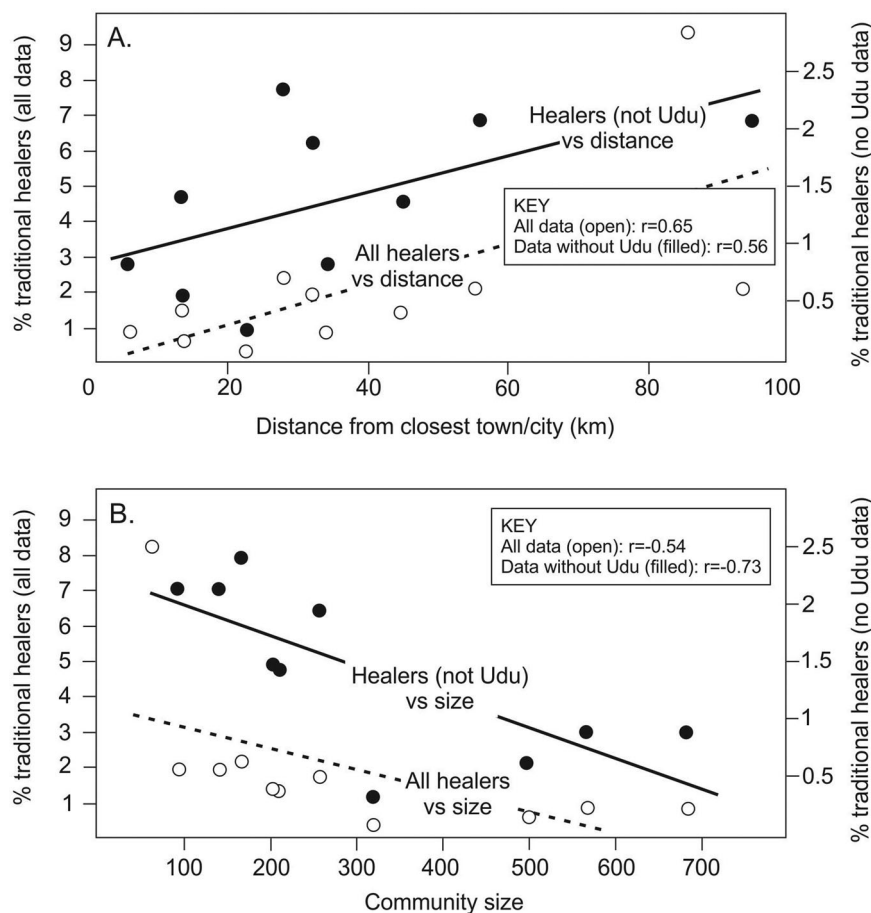 A.
% traditional healers (all data)
9
8
7
6
5
4
3
2
1
% traditional healers (no Udu data)
2.5
2
1.5
1
0.5
Healers (not Udu)
vs distance
KEY
All data (open): r=0.65
Data without Udu (filled): r=0.56
All healers
vs distance
0 20 40 60 80 100
Distance from closest town/city (km)
B.
% traditional healers (all data)
9
8
7
6
5
4
3
2
1
% traditional healers (no Udu data)
2.5
2
1.5
1
0.5
KEY
All data (open): r=-0.54
Data without Udu (filled): r=-0.73
Healers (not Udu)
vs size
All healers
vs size
100 200 300 400 500 600 700
Community size